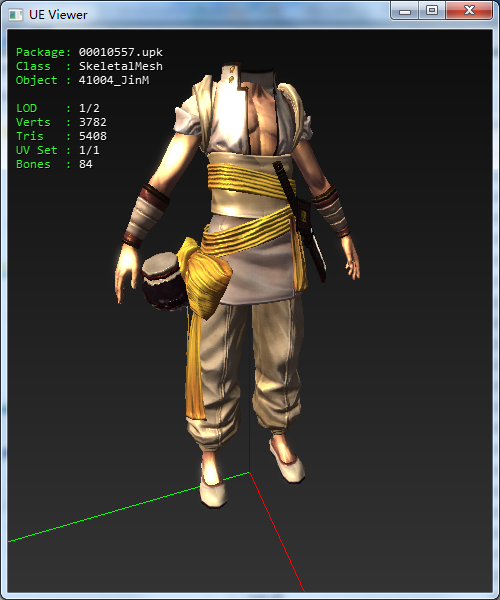 UE Viewer
Package: 00010557.upk
Class : SkeletalMesh
Object : 41004_JinM
LOD : 1/2
Verts : 3782
Tris : 5408
UV Set : 1/1
Bones : 84